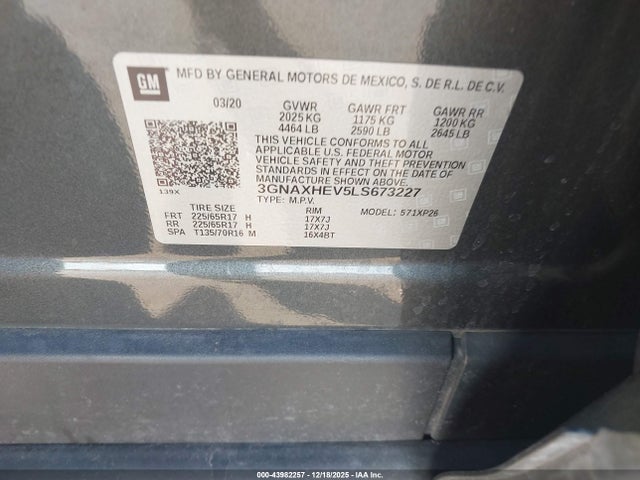 GM
MFD BY GENERAL MOTORS DE MEXICO, S. DE R.L. DE C.V.
03/20 GVWR GAWR FRT GAWR RR
2025 KG 1175 KG 1200 KG
4464 LB 2590 LB 2645 LB
THIS VEHICLE CONFORMS TO ALL
APPLICABLE U.S. FEDERAL MOTOR
VEHICLE SAFETY AND THEFT PREVENTION
STANDARDS IN EFFECT ON THE DATE OF
MANUFACTURE SHOWN ABOVE.
139X 3GNAXHEV5LS673227
TYPE: M.P.V.
TIRE SIZE RIM MODEL: 571XP26
FRT 225/65R17 H 17X7J
RR 225/65R17 H 17X7J
SPA T135/70R16 M 16X4BT
000-43982257 - 12/18/2025 - IAA Inc.